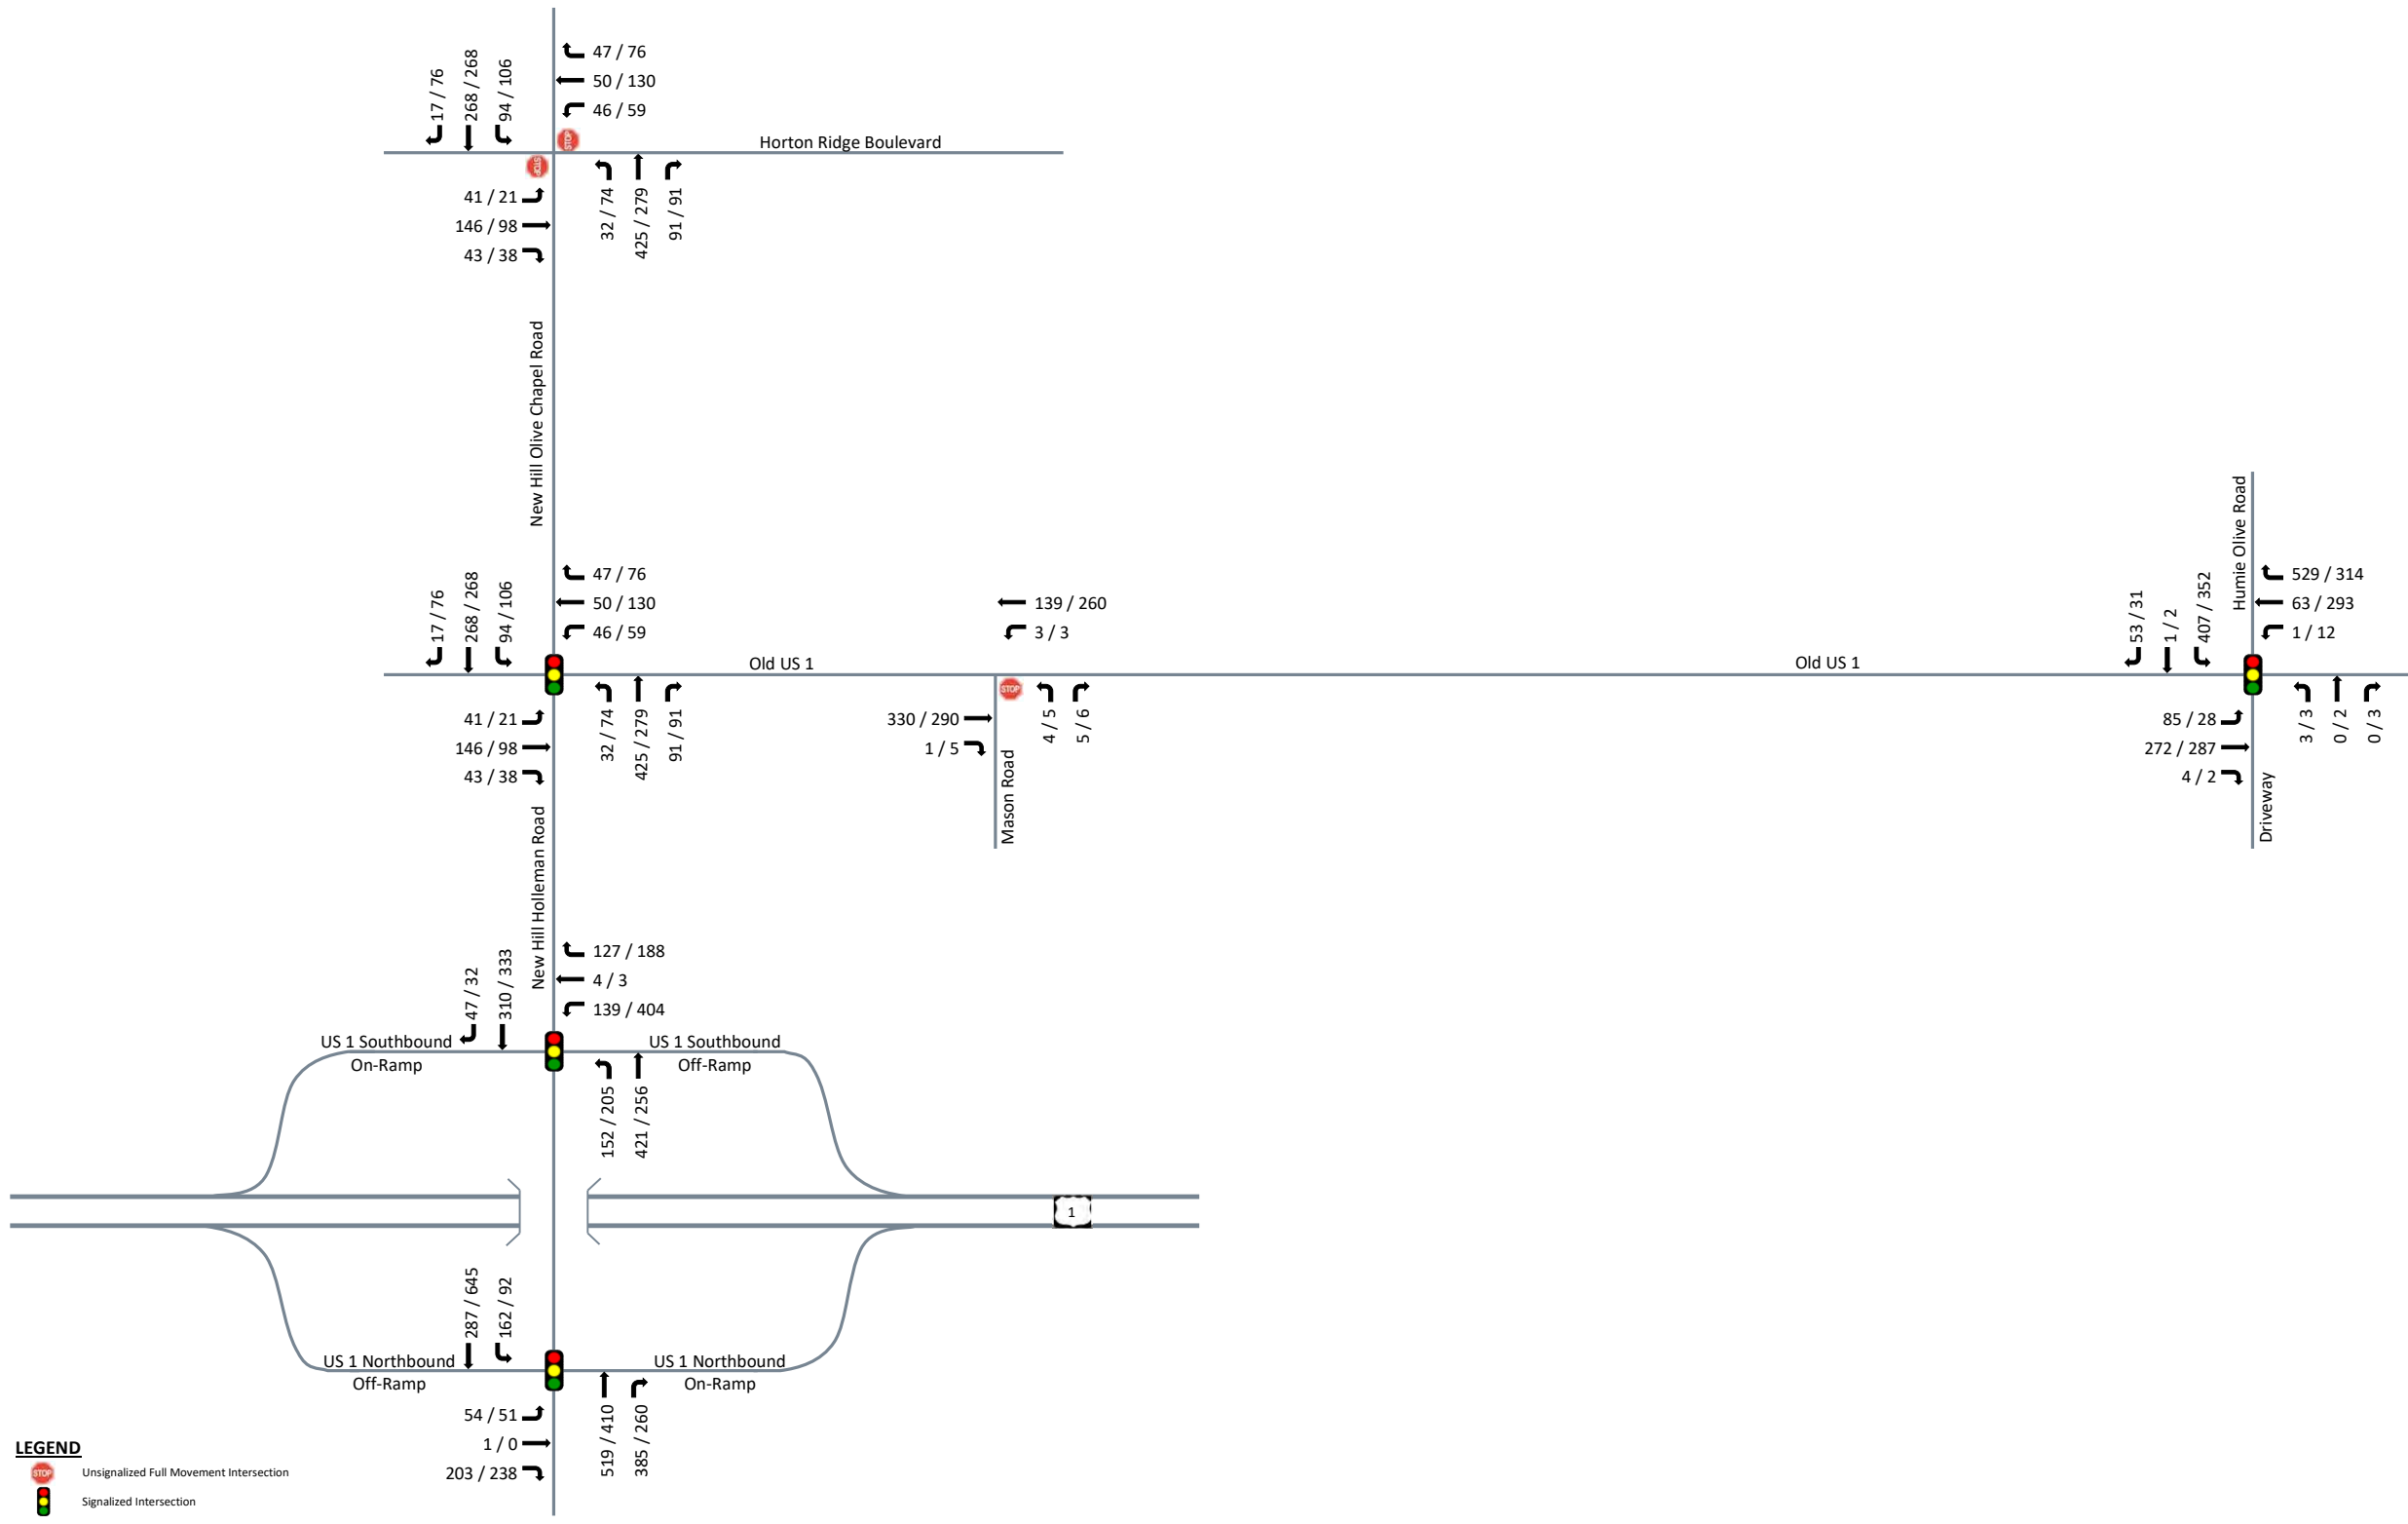 47 / 76
50 / 130
46 / 59
17 / 76
268 / 268
94 / 106
STOP
Horton Ridge Boulevard
STOP
41 / 21
146 / 98
43 / 38
32 / 74
425 / 279
91 / 91
New Hill Olive Chapel Road
47 / 76
50 / 130
46 / 59
17 / 76
268 / 268
94 / 106
Old US 1
41 / 21
146 / 98
43 / 38
32 / 74
425 / 279
91 / 91
139 / 260
3 / 3
STOP
330 / 290
1 / 5
4 / 5
5 / 6
Mason Road
Old US 1
Humie Olive Road
529 / 314
63 / 293
1 / 12
53 / 31
1 / 2
407 / 352
85 / 28
272 / 287
4 / 2
3 / 3
0 / 2
0 / 3
Driveway
New Hill Holleman Road
127 / 188
4 / 3
139 / 404
47 / 32
310 / 333
US 1 Southbound
On-Ramp
US 1 Southbound
Off-Ramp
152 / 205
421 / 256
1
287 / 645
162 / 92
US 1 Northbound
Off-Ramp
US 1 Northbound
On-Ramp
54 / 51
1 / 0
203 / 238
519 / 410
385 / 260
LEGEND
STOP Unsignalized Full Movement Intersection
Signalized Intersection